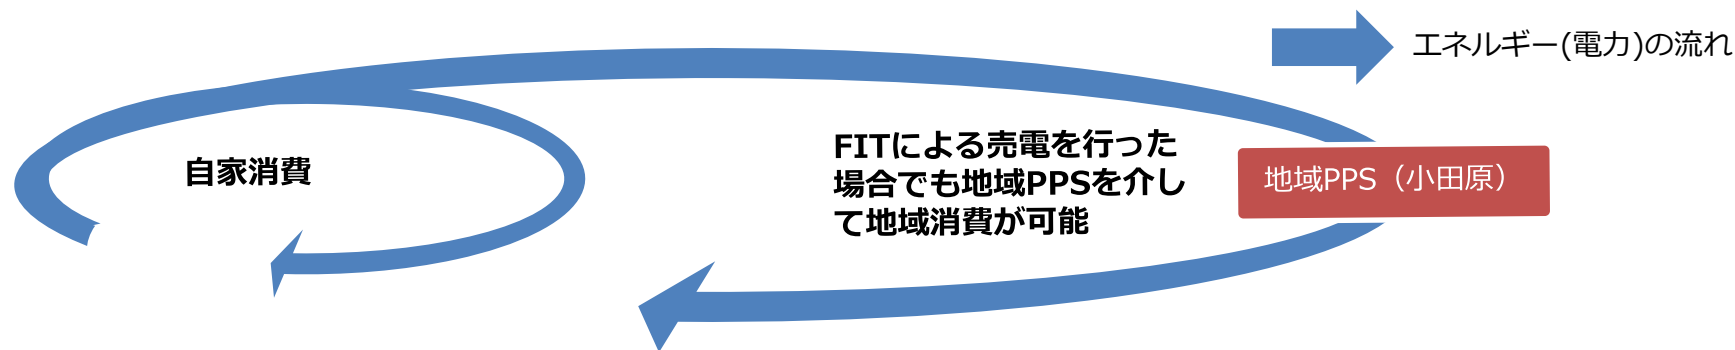 エネルギー(電力)の流れ
自家消費
FITによる売電を行った
場合でも地域PPSを介し
て地域消費が可能
地域PPS（小田原）